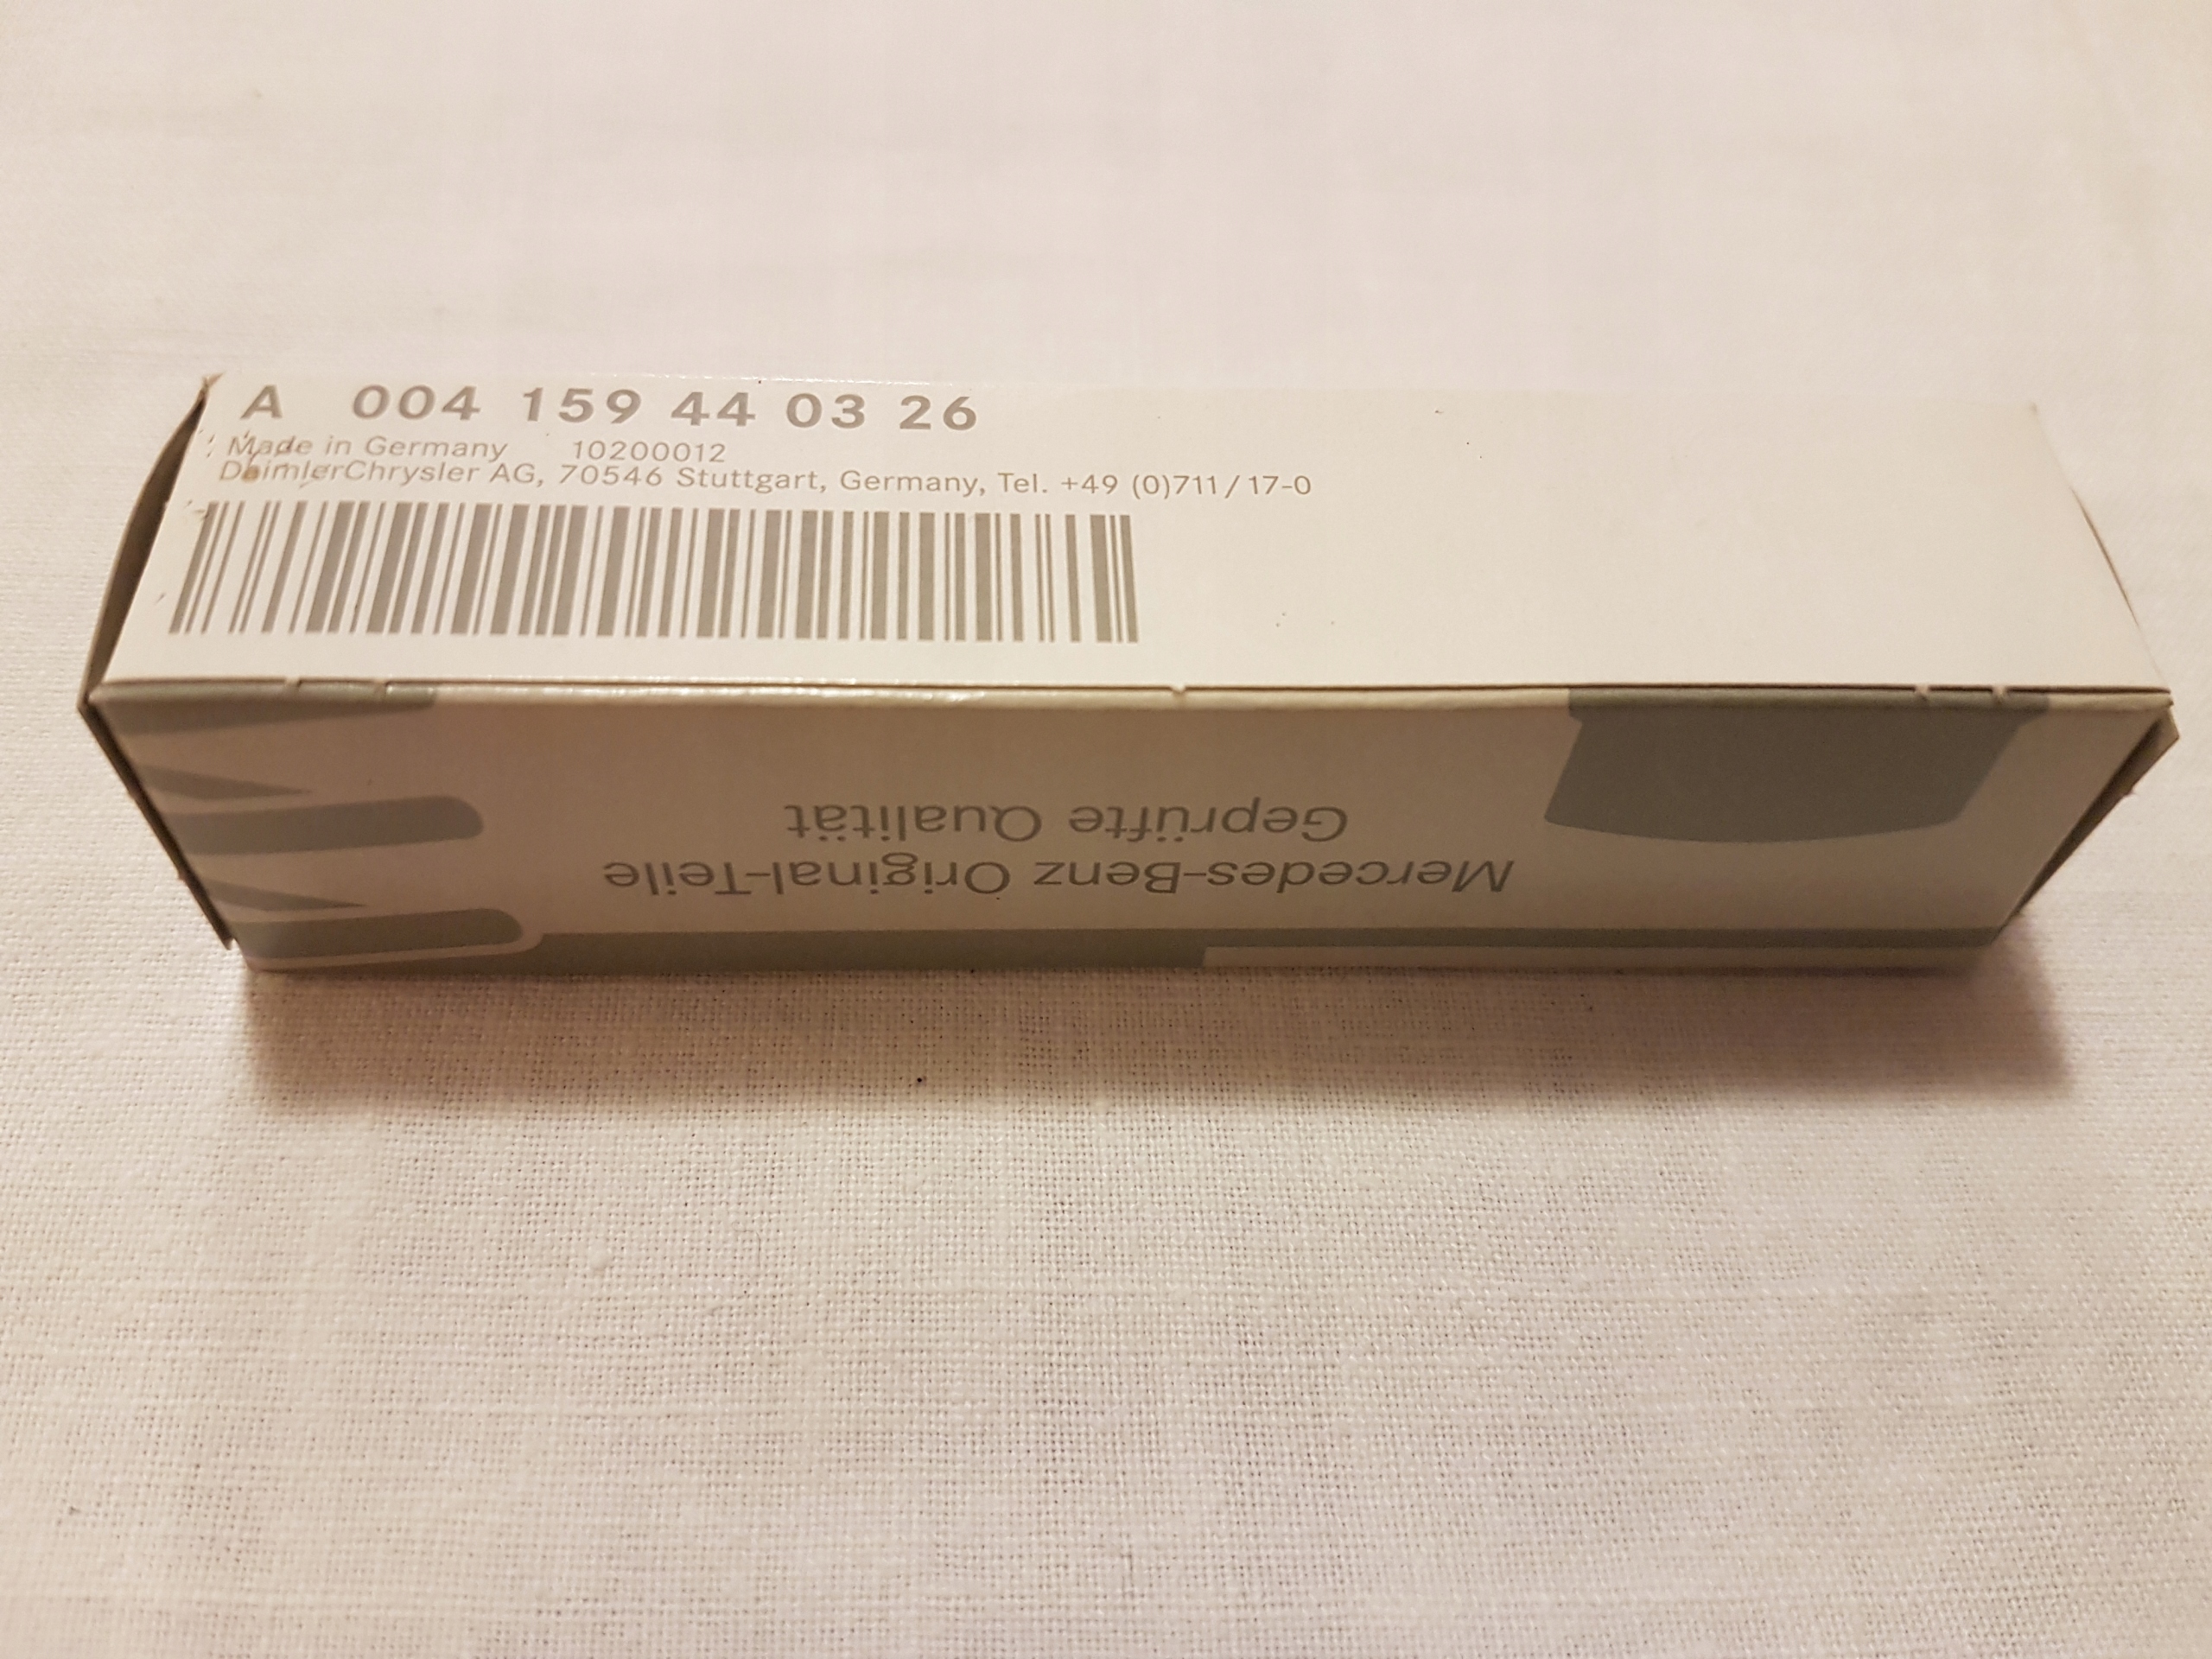 A 004 159 44 03 26
Made in Germany 10200012
DaimlerChrysler AG, 70546 Stuttgart, Germany, Tel. +49 (0)711/17-0
Mercedes-Benz Original-Teile
Geprüfte Qualität